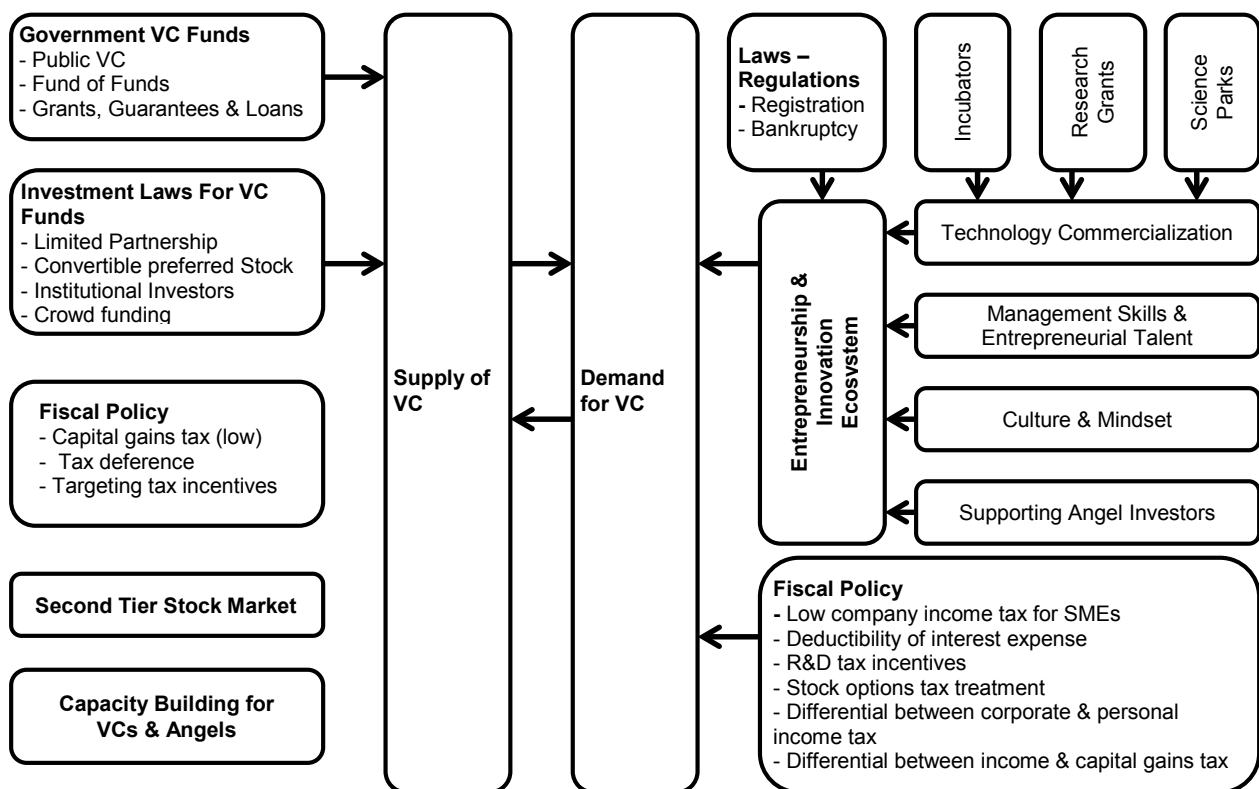 Government VC Funds
- Public VC
- Fund of Funds
- Grants, Guarantees & Loans
Investment Laws For VC
Funds
- Limited Partnership
- Convertible preferred Stock
- Institutional Investors
- Crowd funding
Fiscal Policy
- Capital gains tax (low)
- Tax deference
- Targeting tax incentives
Second Tier Stock Market
Capacity Building for
VCs & Angels
Supply of
VC
Demand
for VC
Laws –
Regulations
- Registration
- Bankruptcy
Incubators
Research
Grants
Science
Parks
Entrepreneurship &
Innovation
Ecosystem
Technology Commercialization
Management Skills &
Entrepreneurial Talent
Culture & Mindset
Supporting Angel Investors
Fiscal Policy
- Low company income tax for SMEs
- Deductibility of interest expense
- R&D tax incentives
- Stock options tax treatment
- Differential between corporate & personal
income tax
- Differential between income & capital gains tax